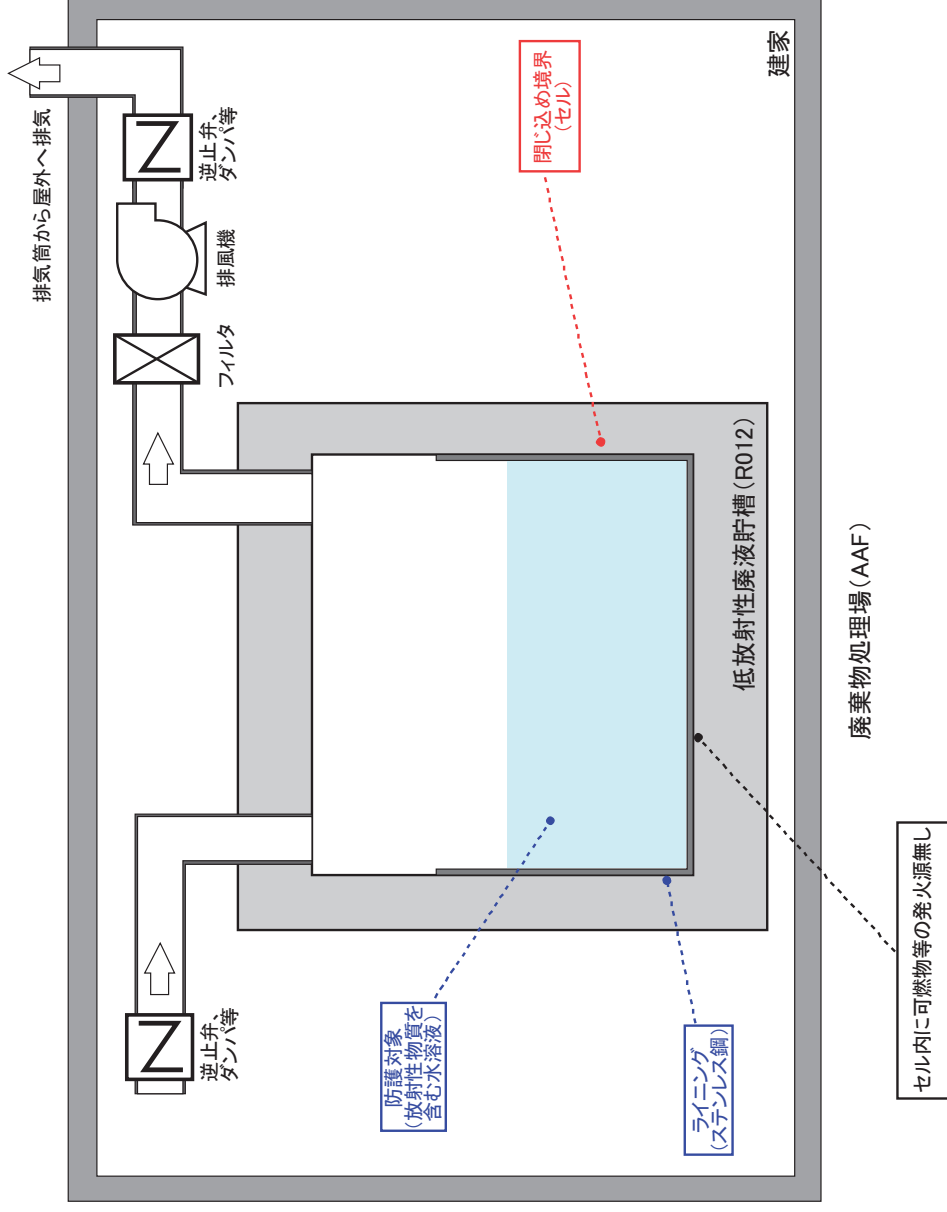 排気筒から屋外へ排気
逆止弁、
ダンパ等
逆止弁、
ダンパ等
排風機
フィルタ
防護対象
(放射性物質を
含む水溶液)
閉じ込め境界
(セル)
ライニング
(ステンレス鋼)
低放射性廃液貯槽(R012)
建家
廃棄物処理場(AAF)
セル内に可燃物等の発火源無し